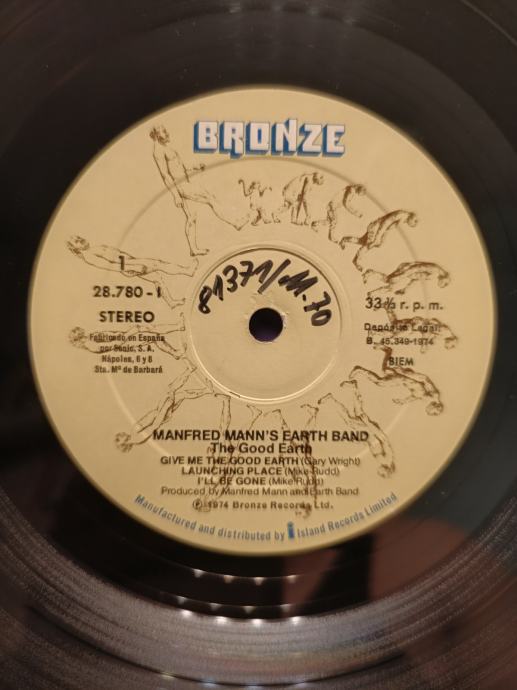 BRONZE
1
28.780 - 1
STEREO
Fabricado en España
por Sonic, S. A.
Nápoles, 6 y 8
Sta. Mª de Barbará
81371/M.70
33⅓ r. p. m.
Depósito Legal:
B. 45.349-1974
BIEM
MANFRED MANN'S EARTH BAND
The Good Earth
GIVE ME THE GOOD EARTH (Gary Wright)
LAUNCHING PLACE (Mike Rudd)
I'LL BE GONE (Mike Rudd)
Produced by Manfred Mann and Earth Band
Ⓟ 1974 Bronze Records Ltd.
Manufactured and distributed by Island Records Limited